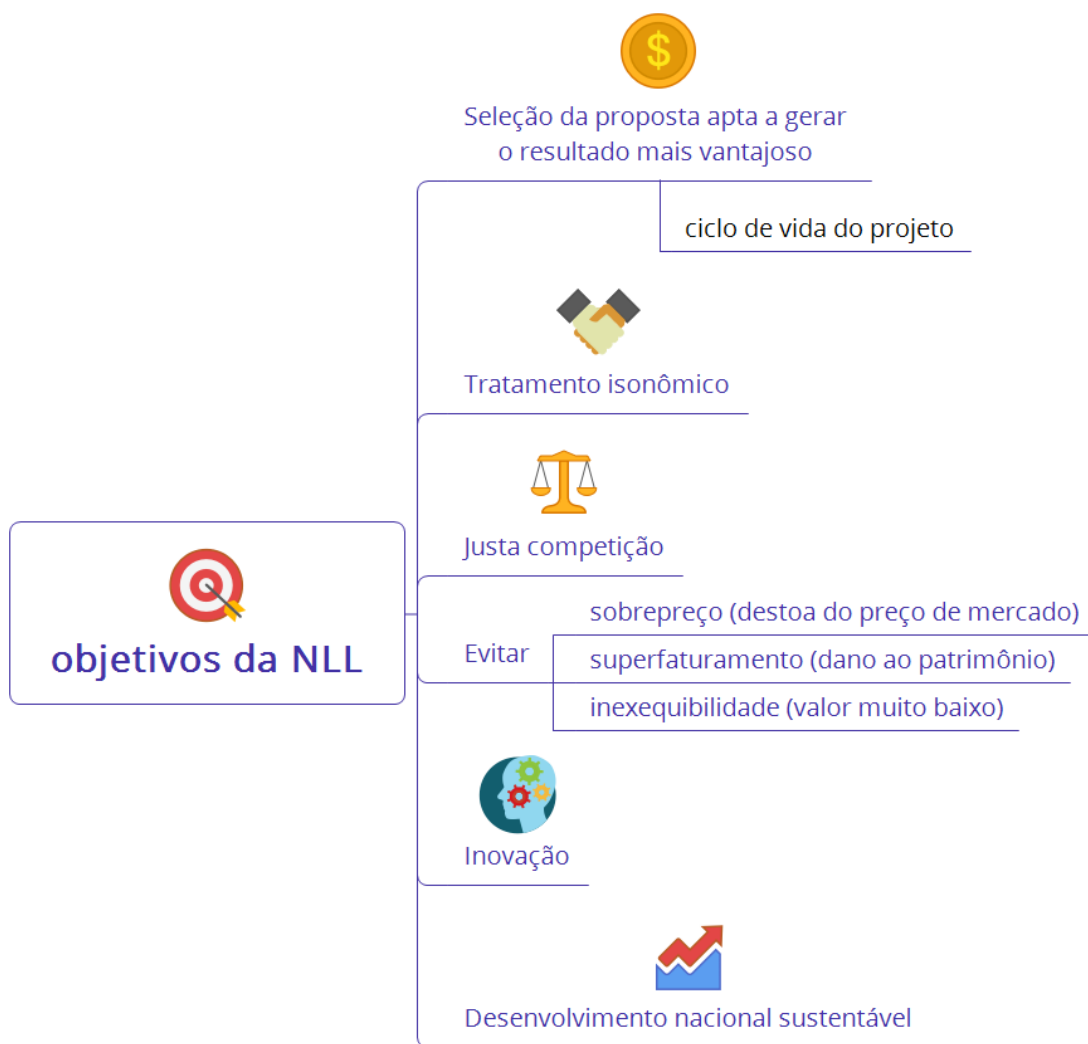 $
Seleção da proposta apta a gerar
o resultado mais vantajoso
ciclo de vida do projeto
Tratamento isonômico
Justa competição
objetivos da NLL
Evitar
sobrepreço (destoa do preço de mercado)
superfaturamento (dano ao patrimônio)
inexequibilidade (valor muito baixo)
Inovação
Desenvolvimento nacional sustentável